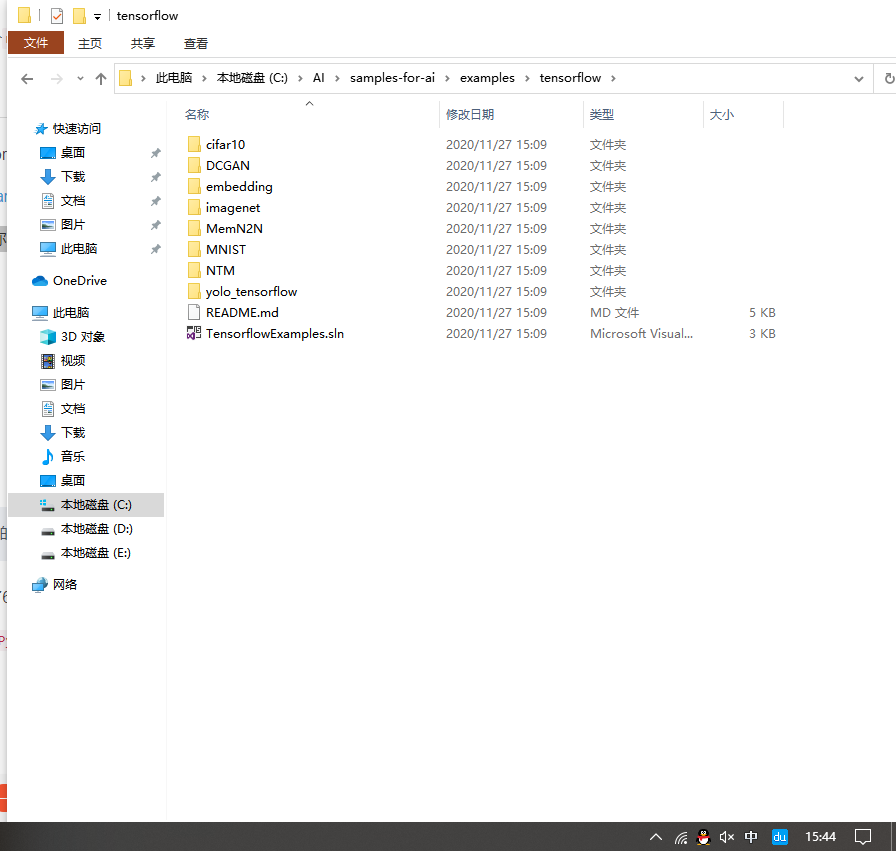 tensorflow
文件 主页 共享 查看
此电脑 本地磁盘 (C:) AI samples-for-ai examples tensorflow
名称 修改日期 类型 大小
快速访问
桌面
下载
文档
图片
此电脑
OneDrive
此电脑
3D 对象
视频
图片
文档
下载
音乐
桌面
本地磁盘 (C:)
本地磁盘 (D:)
本地磁盘 (E:)
网络
cifar10 2020/11/27 15:09 文件夹
DCGAN 2020/11/27 15:09 文件夹
embedding 2020/11/27 15:09 文件夹
imagenet 2020/11/27 15:09 文件夹
MemN2N 2020/11/27 15:09 文件夹
MNIST 2020/11/27 15:09 文件夹
NTM 2020/11/27 15:09 文件夹
yolo_tensorflow 2020/11/27 15:09 文件夹
README.md 2020/11/27 15:09 MD 文件 5 KB
TensorflowExamples.sln 2020/11/27 15:09 Microsoft Visual... 3 KB
中 du 15:44